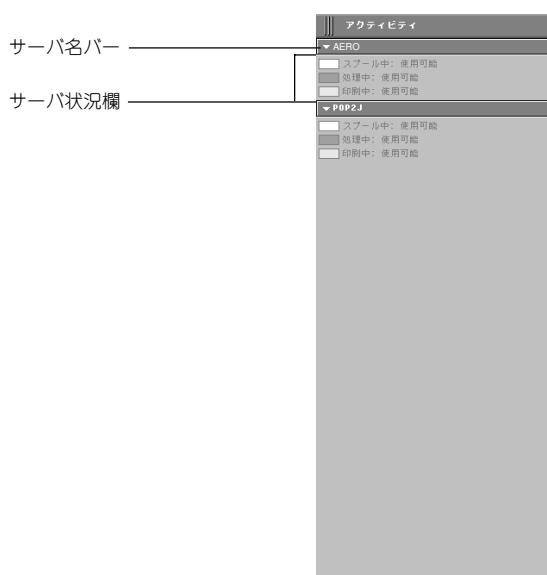 アクティビティ
サーバ名バー
AERO
スプール中: 使用可能
処理中: 使用可能
サーバ状況欄
印刷中: 使用可能
POP2J
スプール中: 使用可能
処理中: 使用可能
印刷中: 使用可能